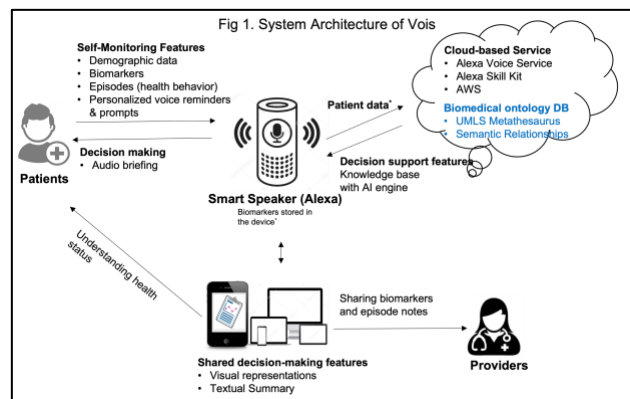 Fig 1. System Architecture of Vois
Self-Monitoring Features
• Demographic data
• Biomarkers
• Episodes (health behavior)
• Personalized voice reminders
& prompts
Decision making
• Audio briefing
Patients
Smart Speaker (Alexa)
Biomarkers stored in
the device*
Patient data*
Decision support features
Knowledge base
with AI engine
Cloud-based Service
• Alexa Voice Service
• Alexa Skill Kit
• AWS
Biomedical ontology DB
• UMLS Metathesaurus
• Semantic Relationships
Understanding health
status
Sharing biomarkers
and episode notes
Shared decision-making features
• Visual representations
• Textual Summary
Providers